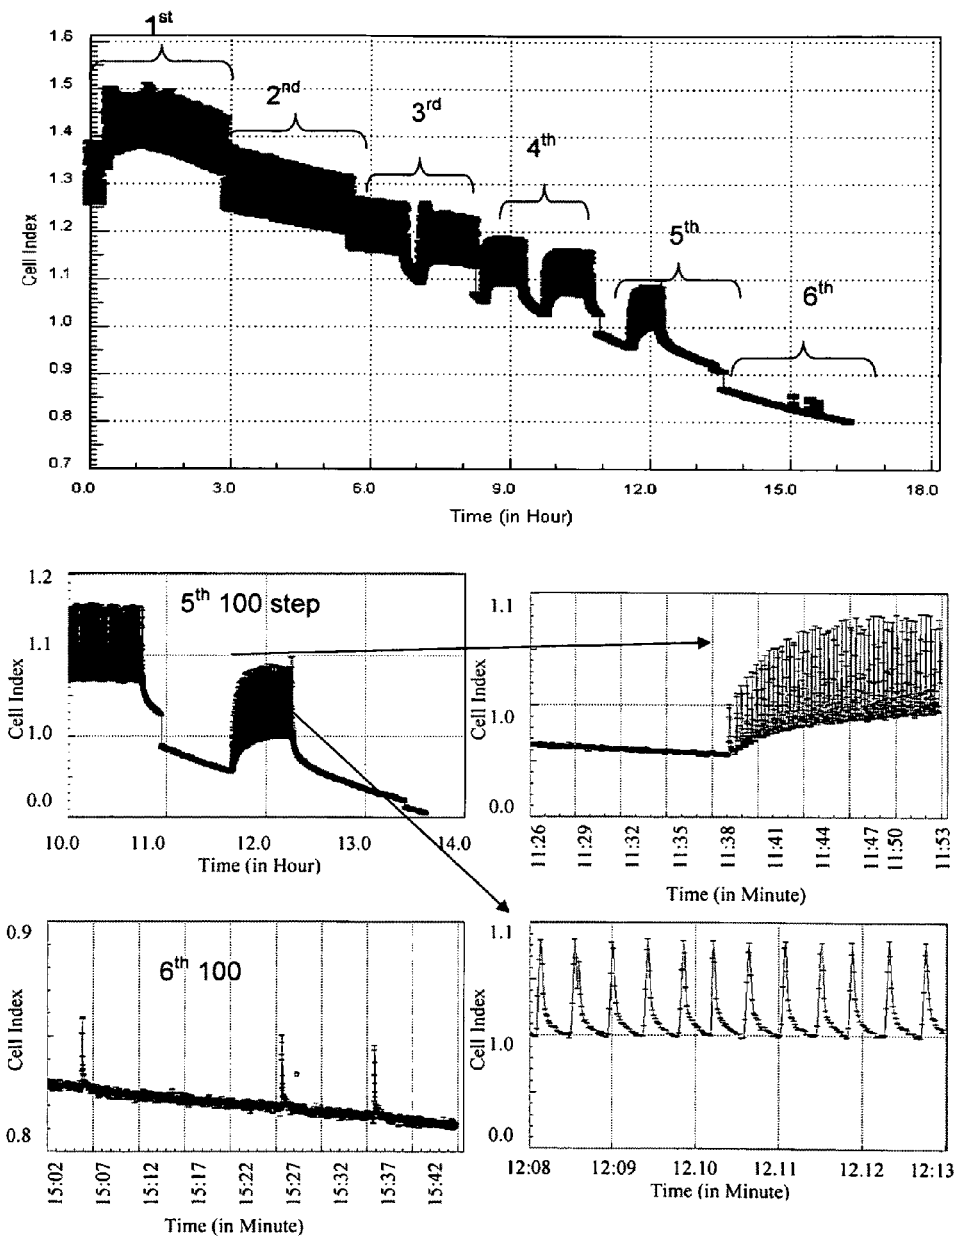 1st
2nd
3rd
4th
5th
6th
1.6
1.5
1.4
1.3
1.2
1.1
1.0
0.9
0.8
0.7
Cell Index
0.0 3.0 6.0 9.0 12.0 15.0 18.0
Time (in Hour)
5th 100 step
1.2
1.1
1.0
0.0
Cell Index
10.0 11.0 12.0 13.0 14.0
Time (in Hour)
1.1
1.0
0.0
Cell Index
11:26 11:29 11:32 11:35 11:38 11:41 11:44 11:47 11:50 11:53
Time (in Minute)
6th 100
0.9
0.8
Cell Index
15:02 15:07 15:12 15:17 15:22 15:27 15:32 15:37 15:42
Time (in Minute)
1.1
1.0
0.0
Cell Index
12:08 12:09 12.10 12.11 12.12 12:13
Time (in Minute)